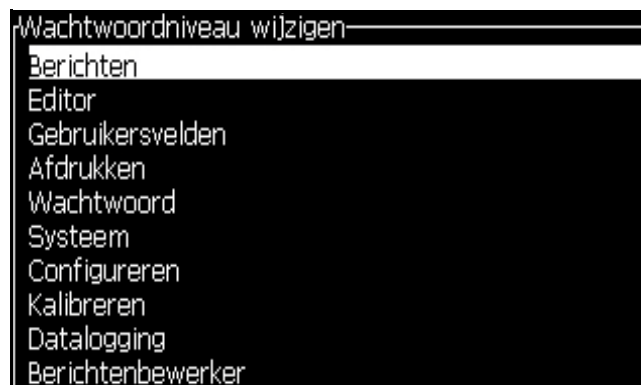 Wachtwoordniveau wijzigen
Berichten
Editor
Gebruikersvelden
Afdrukken
Wachtwoord
Systeem
Configureren
Kalibreren
Datalogging
Berichtenbewerker